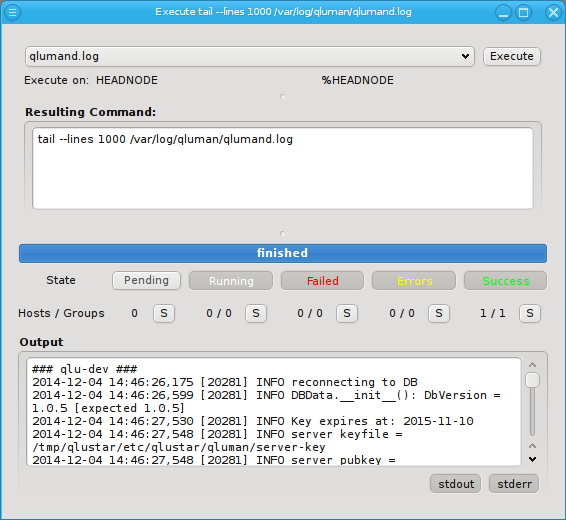 Execute tail --lines 1000 /var/log/qluman/qlumand.log
qlumand.log Execute
Execute on: HEADNODE %HEADNODE
Resulting Command:
tail --lines 1000 /var/log/qluman/qlumand.log
finished
State Pending Running Failed Errors Success
Hosts / Groups 0 S 0 / 0 S 0 / 0 S 0 / 0 S 1 / 1 S
Output
### qlu-dev ###
2014-12-04 14:46:26,175 [20281] INFO reconnecting to DB
2014-12-04 14:46:26,599 [20281] INFO DBData.__init__(): DbVersion =
1.0.5 [expected 1.0.5]
2014-12-04 14:46:27,530 [20281] INFO Key expires at: 2015-11-10
2014-12-04 14:46:27,548 [20281] INFO server keyfile =
/tmp/qlustar/etc/qlustar/qluman/server-key
2014-12-04 14:46:27,548 [20281] INFO server pubkey =
stdout stderr